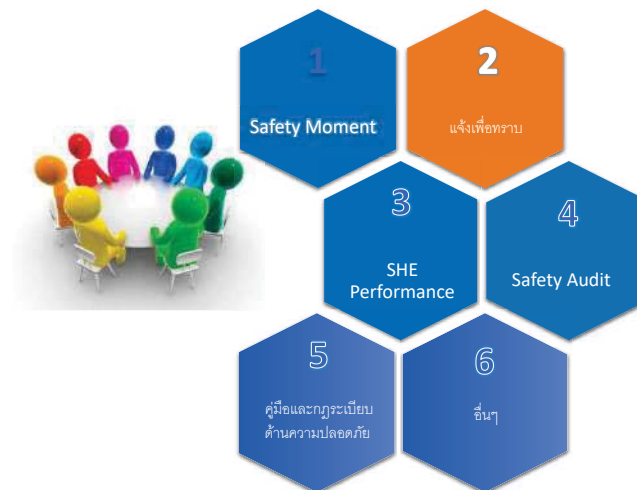 1
Safety Moment
2
แจ้งเพื่อทราบ
3
SHE
Performance
4
Safety Audit
5
คู่มือและกฎระเบียบ
ด้านความปลอดภัย
6
อื่นๆ